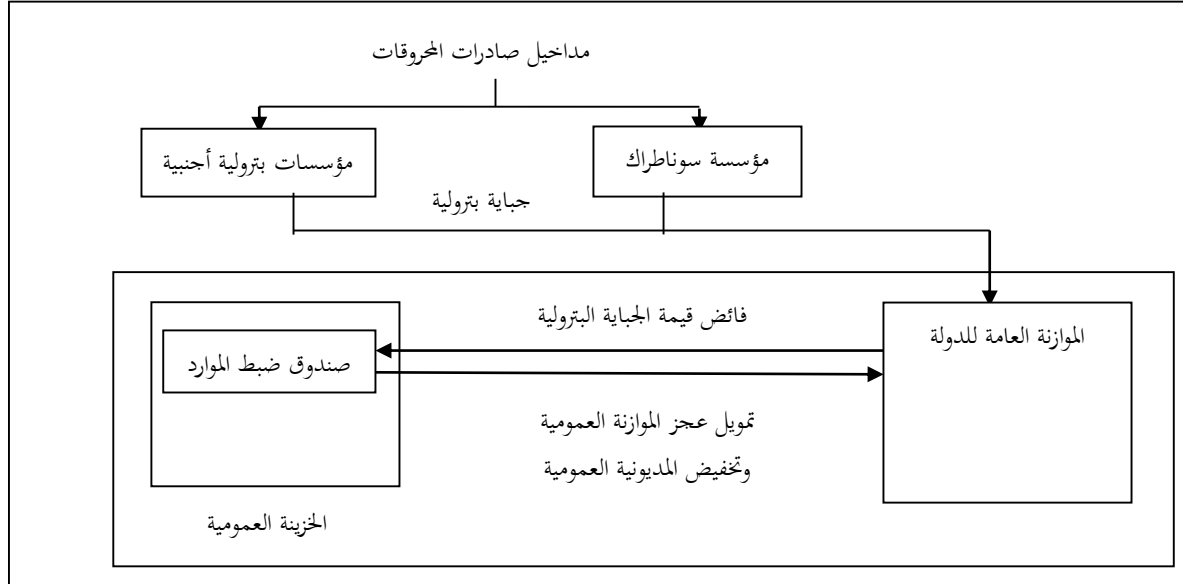 مداخيل صادرات المحروقات
مؤسسة سوناطراك
مؤسسات بترولية أجنبية
جباية بترولية
الموازنة العامة للدولة
فائض قيمة الجباية البترولية
صندوق ضبط الموارد
تمويل عجز الموازنة العمومية
وتخفيض المديونية العمومية
الخزينة العمومية